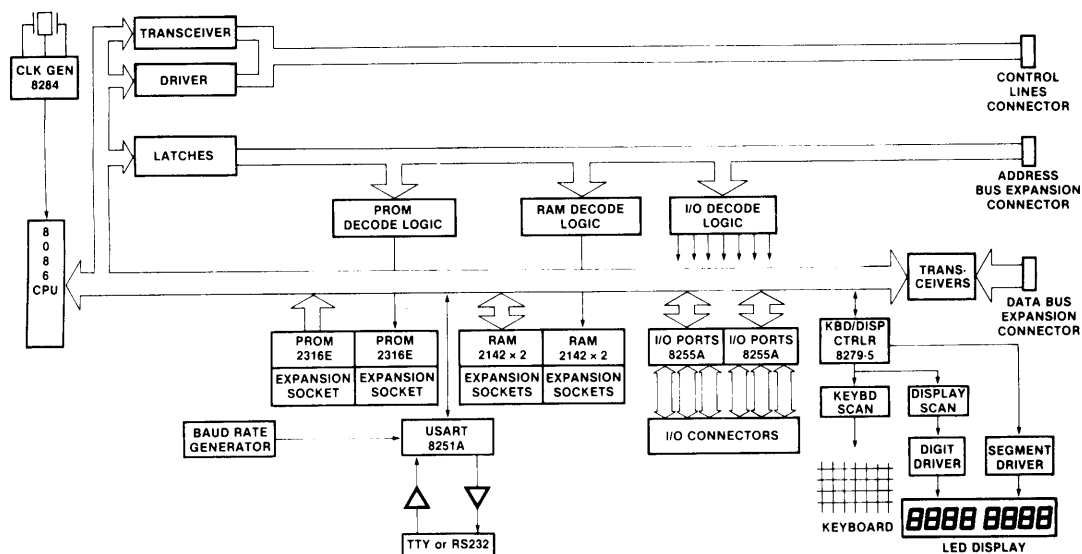 TRANSCEIVER
CLK GEN
8284
DRIVER
CONTROL
LINES
CONNECTOR
LATCHES
ADDRESS
BUS EXPANSION
CONNECTOR
PROM
DECODE LOGIC
RAM DECODE
LOGIC
I/O DECODE
LOGIC
8
0
8
6
CPU
TRANS-
CEIVERS
DATA BUS
EXPANSION
CONNECTOR
PROM
2316E
PROM
2316E
EXPANSION
SOCKET
EXPANSION
SOCKET
RAM
2142 × 2
RAM
2142 × 2
EXPANSION
SOCKETS
EXPANSION
SOCKETS
I/O PORTS
8255A
I/O PORTS
8255A
KBD/DISP
CTRLR
8279-5
KEYBD
SCAN
DISPLAY
SCAN
BAUD RATE
GENERATOR
USART
8251A
I/O CONNECTORS
DIGIT
DRIVER
SEGMENT
DRIVER
KEYBOARD
8888 8888
LED DISPLAY
TTY or RS232